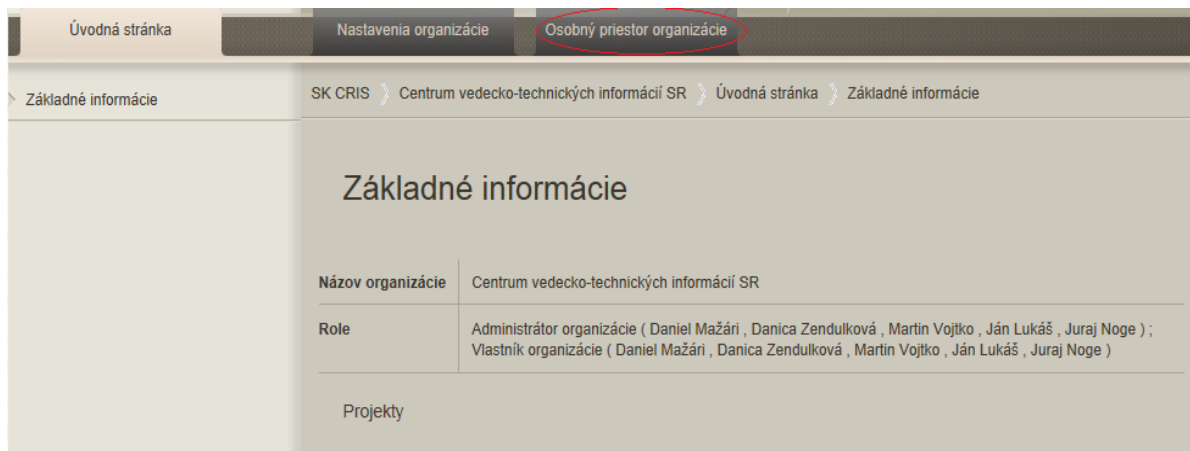 Úvodná stránka
Nastavenia organizácie
Osobný priestor organizácie
Základné informácie
SK CRIS Centrum vedecko-technických informácií SR Úvodná stránka Základné informácie
Základné informácie
Názov organizácie Centrum vedecko-technických informácií SR
Role Administrátor organizácie ( Daniel Mažári , Danica Zendulková , Martin Vojtko , Ján Lukáš , Juraj Noge ) ;
Vlastník organizácie ( Daniel Mažári , Danica Zendulková , Martin Vojtko , Ján Lukáš , Juraj Noge )
Projekty